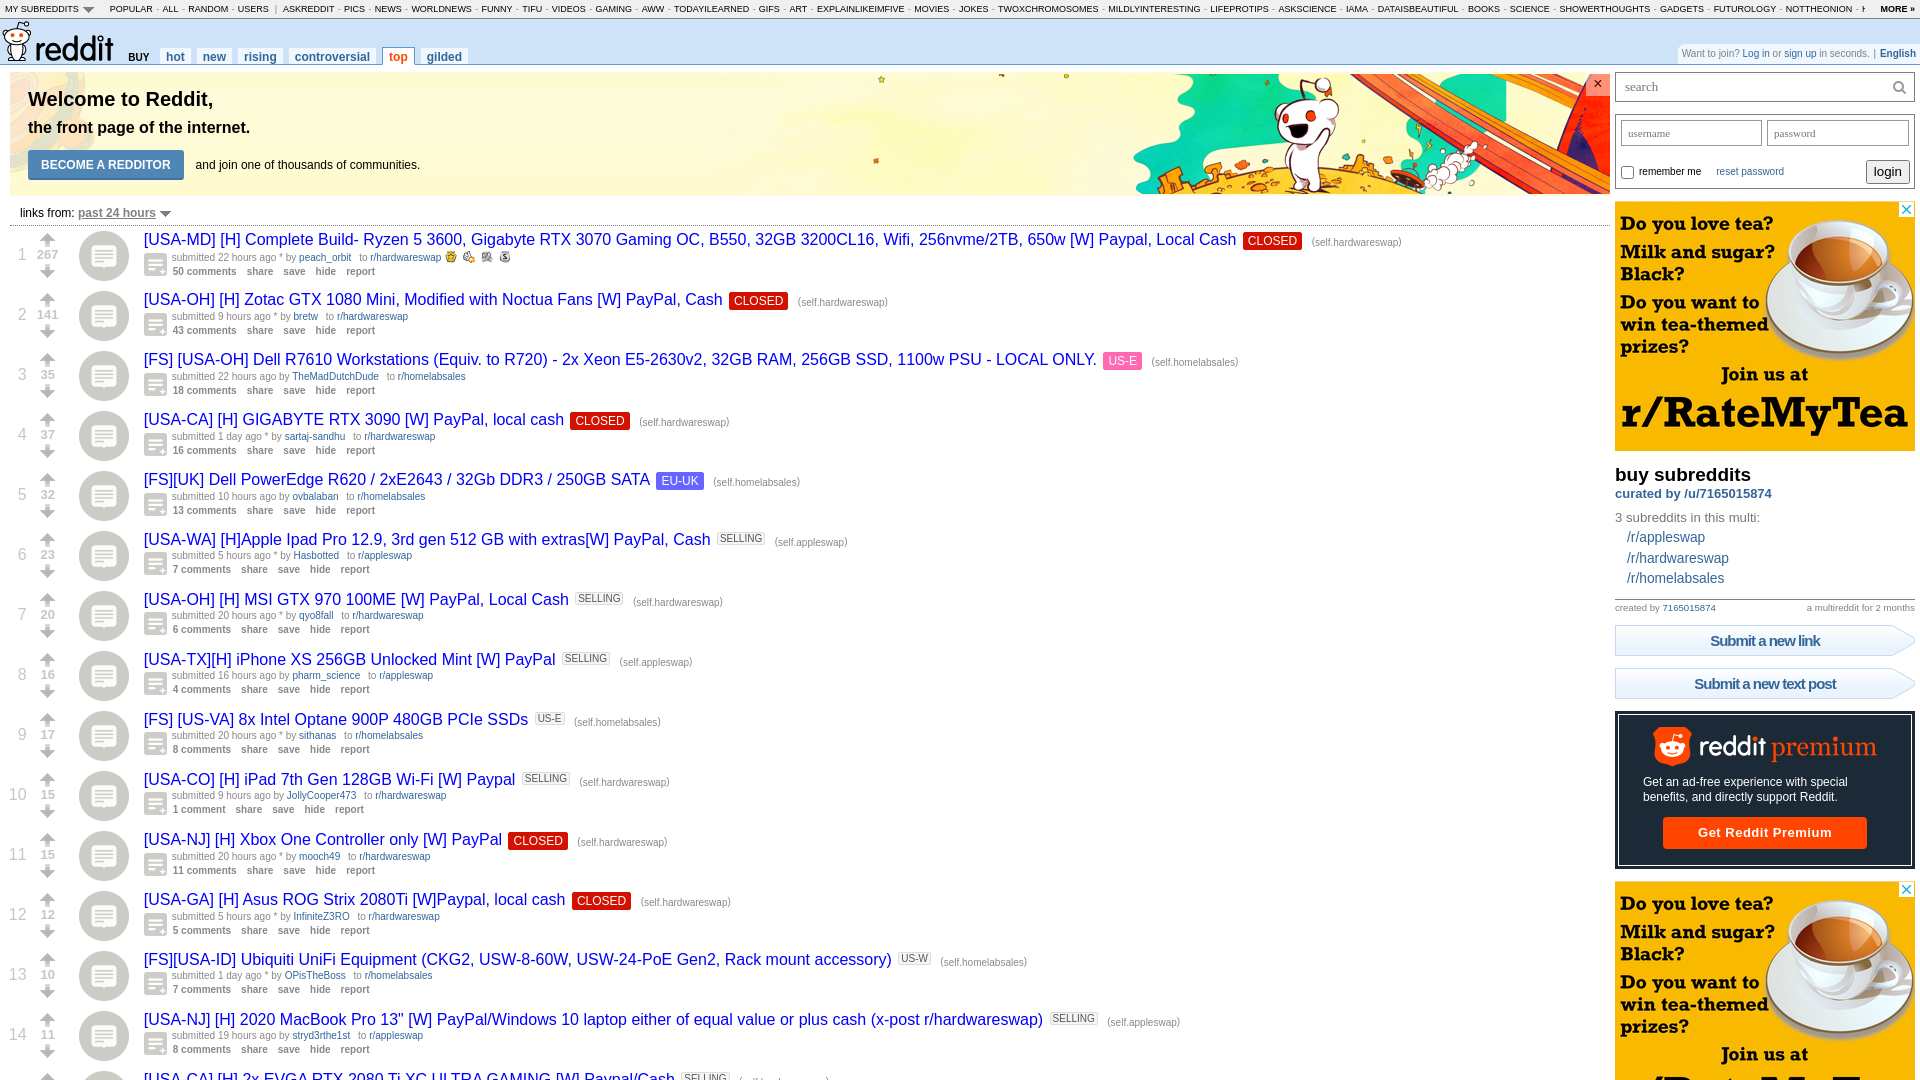 MY SUBREDDITS POPULAR - ALL - RANDOM - USERS | ASKREDDIT - PICS - NEWS - WORLDNEWS - FUNNY - TIFU - VIDEOS - GAMING - AWW - TODAYILEARNED - GIFS - ART - EXPLAINLIKEIMFIVE - MOVIES - JOKES - TWOXCHROMOSOMES - MILDLYINTERESTING - LIFEPROTIPS - ASKSCIENCE - IAMA - DATAISBEAUTIFUL - BOOKS - SCIENCE - SHOWERTHOUGHTS - GADGETS - FUTUROLOGY - NOTTHEONION - MORE »
reddit BUY hot new rising controversial top gilded
Want to join? Log in or sign up in seconds. | English
Welcome to Reddit,
the front page of the internet.
BECOME A REDDITOR and join one of thousands of communities.
×
links from: past 24 hours
1 267 [USA-MD] [H] Complete Build- Ryzen 5 3600, Gigabyte RTX 3070 Gaming OC, B550, 32GB 3200CL16, Wifi, 256nvme/2TB, 650w [W] Paypal, Local Cash CLOSED (self.hardwareswap)
submitted 22 hours ago * by peach_orbit to r/hardwareswap
50 comments share save hide report
2 141 [USA-OH] [H] Zotac GTX 1080 Mini, Modified with Noctua Fans [W] PayPal, Cash CLOSED (self.hardwareswap)
submitted 9 hours ago * by bretw to r/hardwareswap
43 comments share save hide report
3 35 [FS] [USA-OH] Dell R7610 Workstations (Equiv. to R720) - 2x Xeon E5-2630v2, 32GB RAM, 256GB SSD, 1100w PSU - LOCAL ONLY. US-E (self.homelabsales)
submitted 22 hours ago by TheMadDutchDude to r/homelabsales
18 comments share save hide report
4 37 [USA-CA] [H] GIGABYTE RTX 3090 [W] PayPal, local cash CLOSED (self.hardwareswap)
submitted 1 day ago * by sartaj-sandhu to r/hardwareswap
16 comments share save hide report
5 32 [FS][UK] Dell PowerEdge R620 / 2xE2643 / 32Gb DDR3 / 250GB SATA EU-UK (self.homelabsales)
submitted 10 hours ago by ovbalaban to r/homelabsales
13 comments share save hide report
6 23 [USA-WA] [H]Apple Ipad Pro 12.9, 3rd gen 512 GB with extras[W] PayPal, Cash SELLING (self.appleswap)
submitted 5 hours ago * by Hasbotted to r/appleswap
7 comments share save hide report
7 20 [USA-OH] [H] MSI GTX 970 100ME [W] PayPal, Local Cash SELLING (self.hardwareswap)
submitted 20 hours ago * by qyo8fall to r/hardwareswap
6 comments share save hide report
8 16 [USA-TX][H] iPhone XS 256GB Unlocked Mint [W] PayPal SELLING (self.appleswap)
submitted 16 hours ago by pharm_science to r/appleswap
4 comments share save hide report
9 17 [FS] [US-VA] 8x Intel Optane 900P 480GB PCIe SSDs US-E (self.homelabsales)
submitted 20 hours ago * by sithanas to r/homelabsales
8 comments share save hide report
10 15 [USA-CO] [H] iPad 7th Gen 128GB Wi-Fi [W] Paypal SELLING (self.hardwareswap)
submitted 9 hours ago by JollyCooper473 to r/hardwareswap
1 comment share save hide report
11 15 [USA-NJ] [H] Xbox One Controller only [W] PayPal CLOSED (self.hardwareswap)
submitted 20 hours ago * by mooch49 to r/hardwareswap
11 comments share save hide report
12 12 [USA-GA] [H] Asus ROG Strix 2080Ti [W]Paypal, local cash CLOSED (self.hardwareswap)
submitted 5 hours ago * by InfiniteZ3RO to r/hardwareswap
5 comments share save hide report
13 10 [FS][USA-ID] Ubiquiti UniFi Equipment (CKG2, USW-8-60W, USW-24-PoE Gen2, Rack mount accessory) US-W (self.homelabsales)
submitted 1 day ago * by OPisTheBoss to r/homelabsales
7 comments share save hide report
14 11 [USA-NJ] [H] 2020 MacBook Pro 13" [W] PayPal/Windows 10 laptop either of equal value or plus cash (x-post r/hardwareswap) SELLING (self.appleswap)
submitted 19 hours ago by stryd3rthe1st to r/appleswap
8 comments share save hide report
[USA-CA] [H] 2x EVGA RTX 2080 Ti XC ULTRA GAMING [W] Paypal/Cash SELLING
search
username password
remember me reset password login
Do you love tea?
Milk and sugar?
Black?
Do you want to
win tea-themed
prizes?
Join us at
r/RateMyTea
buy subreddits
curated by /u/7165015874
3 subreddits in this multi:
/r/appleswap
/r/hardwareswap
/r/homelabsales
created by 7165015874 a multireddit for 2 months
Submit a new link
Submit a new text post
reddit premium
Get an ad-free experience with special
benefits, and directly support Reddit.
Get Reddit Premium
Do you love tea?
Milk and sugar?
Black?
Do you want to
win tea-themed
prizes?
Join us at